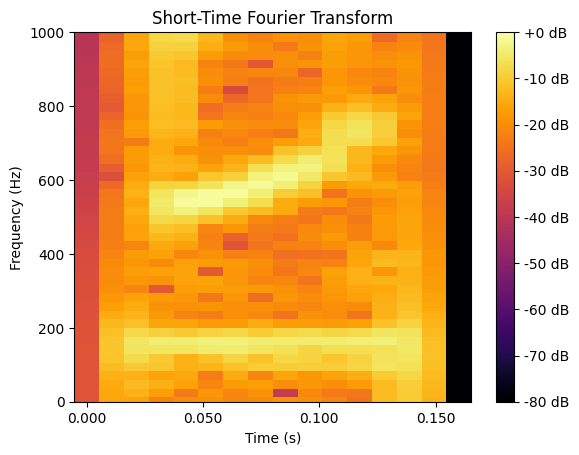 Short-Time Fourier Transform
1000
800
600
400
200
0
Frequency (Hz)
0.000
0.050
0.100
0.150
Time (s)
+0 dB
-10 dB
-20 dB
-30 dB
-40 dB
-50 dB
-60 dB
-70 dB
-80 dB